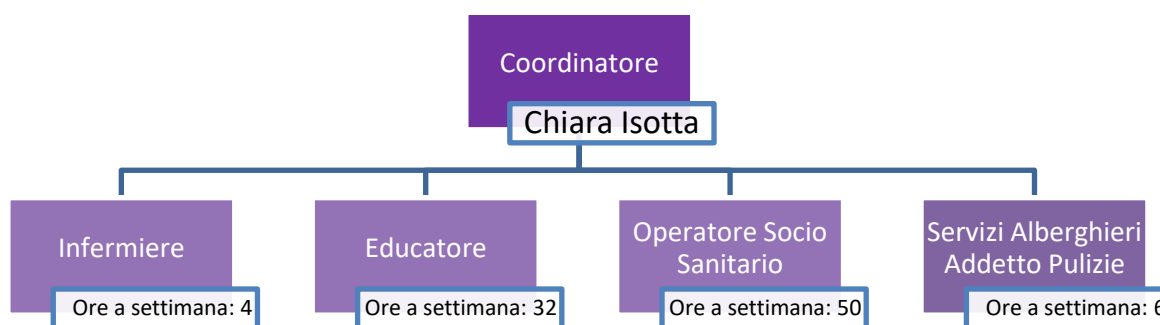 Coordinatore
Chiara Isotta
Infermiere
Ore a settimana: 4
Educatore
Ore a settimana: 32
Operatore Socio
Sanitario
Ore a settimana: 50
Servizi Alberghieri
Addetto Pulizie
Ore a settimana: 6